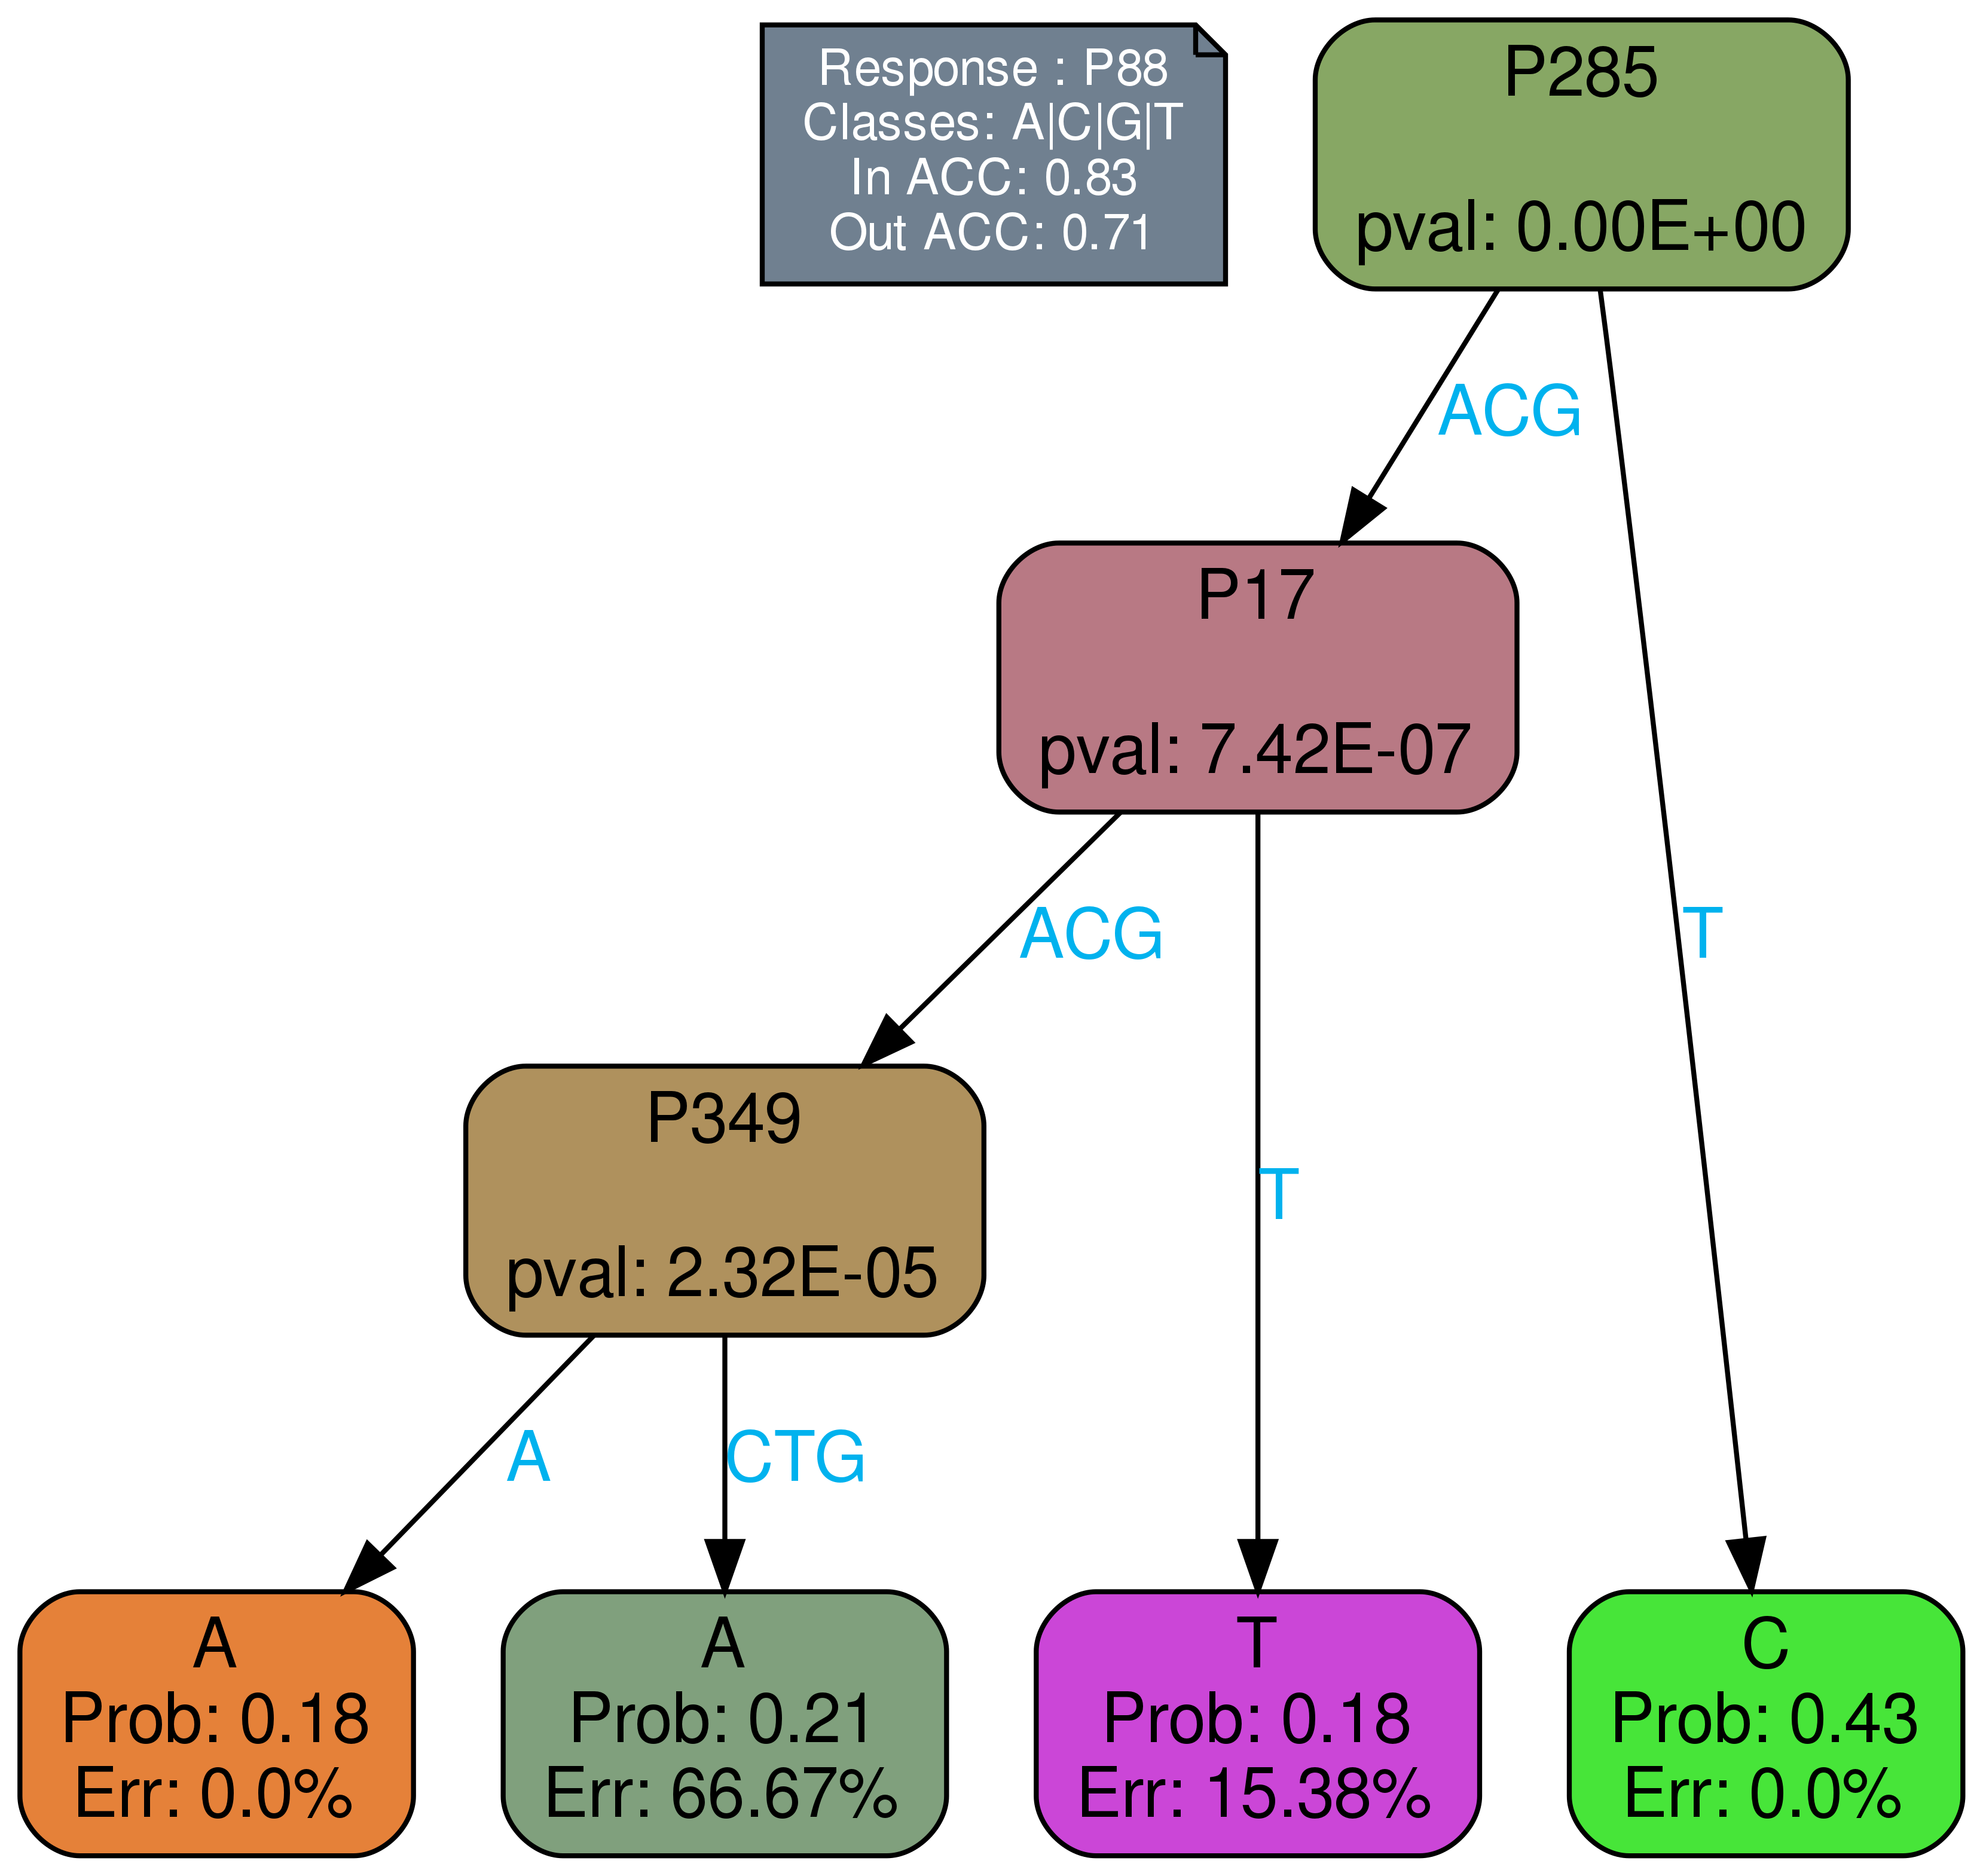 Response : P88
Classes: A|C|G|T
In ACC: 0.83
Out ACC: 0.71
P285
pval: 0.00E+00
ACG
P17
pval: 7.42E-07
ACG
T
P349
pval: 2.32E-05
T
A
CTG
A
Prob: 0.18
Err: 0.0%
A
Prob: 0.21
Err: 66.67%
T
Prob: 0.18
Err: 15.38%
C
Prob: 0.43
Err: 0.0%